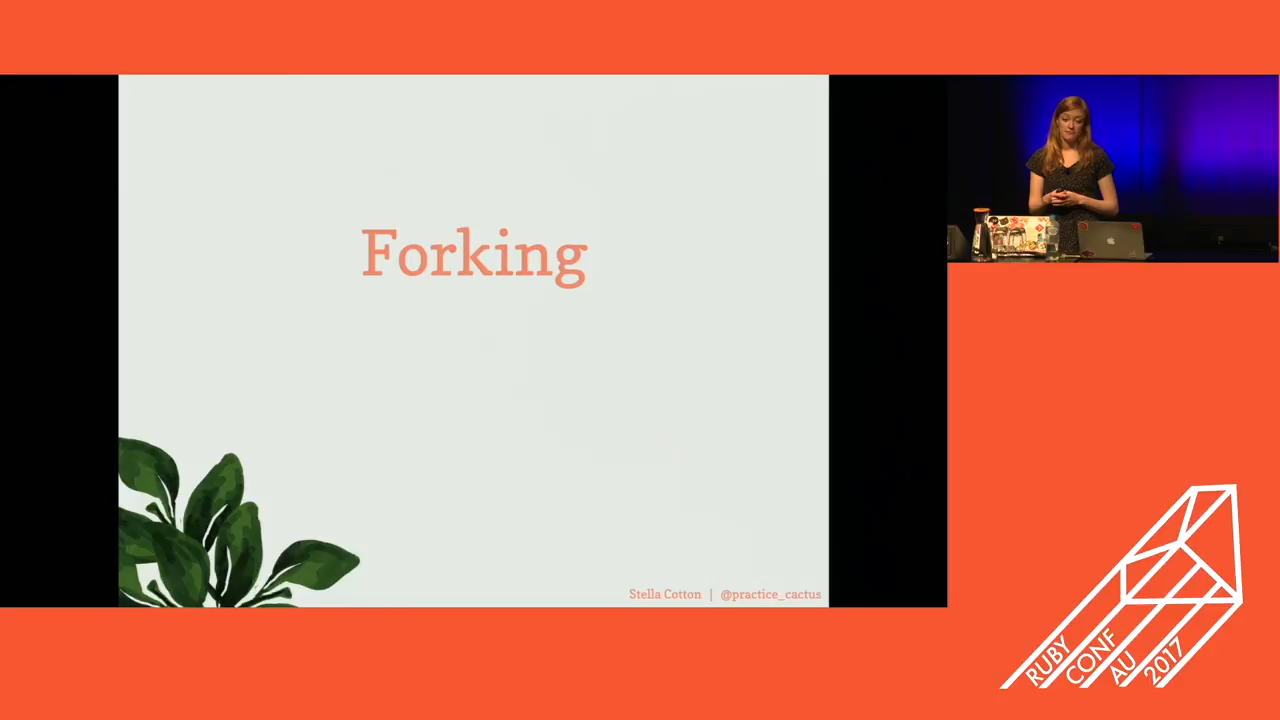 Forking
Stella Cotton | @practice_cactus
RUBY
CONF
AU
2017